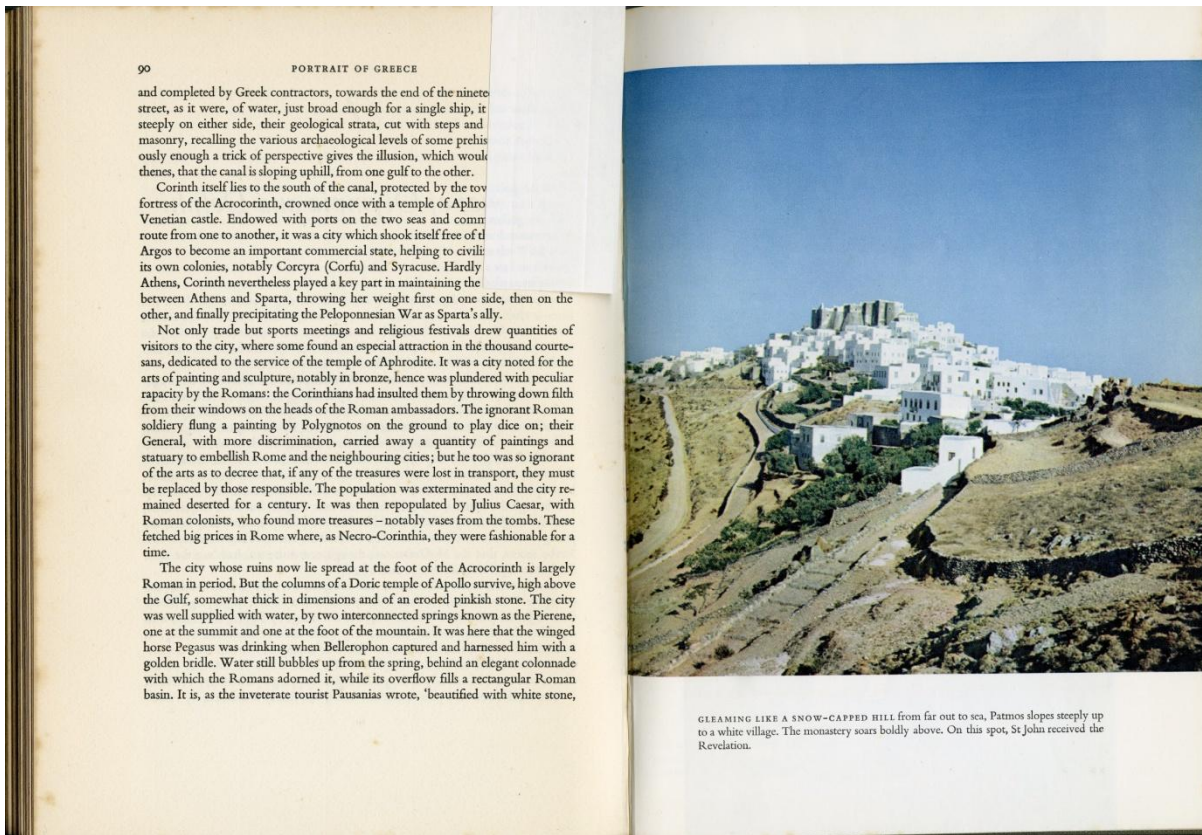 90
PORTRAIT OF GREECE
and completed by Greek contractors, towards the end of the
street, as it were, of water, just broad enough for a single ship, it
steeply on either side, their geological strata, cut with steps and
masonry, recalling the various archaeological levels of some
ously enough a trick of perspective gives the illusion, which
thenes, that the canal is sloping uphill, from one gulf to the other.
Corinth itself lies to the south of the canal, protected by the
fortress of the Acrocorinth, crowned once with a temple of
Venetian castle. Endowed with ports on the two seas and
route from one to another, it was a city which shook itself free of
Argos to become an important commercial state, helping to
its own colonies, notably Corcyra (Corfu) and Syracuse. Hardly
Athens, Corinth nevertheless played a key part in maintaining the
between Athens and Sparta, throwing her weight first on one side, then on the
other, and finally precipitating the Peloponnesian War as Sparta's ally.
Not only trade but sports meetings and religious festivals drew quantities of
visitors to the city, where some found an especial attraction in the thousand courte-
sans, dedicated to the service of the temple of Aphrodite. It was a city noted for the
arts of painting and sculpture, notably in bronze, hence was plundered with peculiar
rapacity by the Romans: the Corinthians had insulted them by throwing down filth
from their windows on the heads of the Roman ambassadors. The ignorant Roman
soldiery flung a painting by Polygnotos on the ground to play dice on; their
General, with more discrimination, carried away a quantity of paintings and
statuary to embellish Rome and the neighbouring cities; but he too was so ignorant
of the arts as to decree that, if any of the treasures were lost in transport, they must
be replaced by those responsible. The population was exterminated and the city re-
mained deserted for a century. It was then repopulated by Julius Caesar, with
Roman colonists, who found more treasures – notably vases from the tombs. These
fetched big prices in Rome where, as Necro-Corinthia, they were fashionable for a
time.
The city whose ruins now lie spread at the foot of the Acrocorinth is largely
Roman in period. But the columns of a Doric temple of Apollo survive, high above
the Gulf, somewhat thick in dimensions and of an eroded pinkish stone. The city
was well supplied with water, by two interconnected springs known as the Pierene,
one at the summit and one at the foot of the mountain. It was here that the winged
horse Pegasus was drinking when Bellerophon captured and harnessed him with a
golden bridle. Water still bubbles up from the spring, behind an elegant colonnade
with which the Romans adorned it, while its overflow fills a rectangular Roman
basin. It is, as the inveterate tourist Pausanias wrote, 'beautified with white stone,
GLEAMING LIKE A SNOW-CAPPED HILL from far out to sea, Patmos slopes steeply up
to a white village. The monastery soars boldly above. On this spot, St John received the
Revelation.